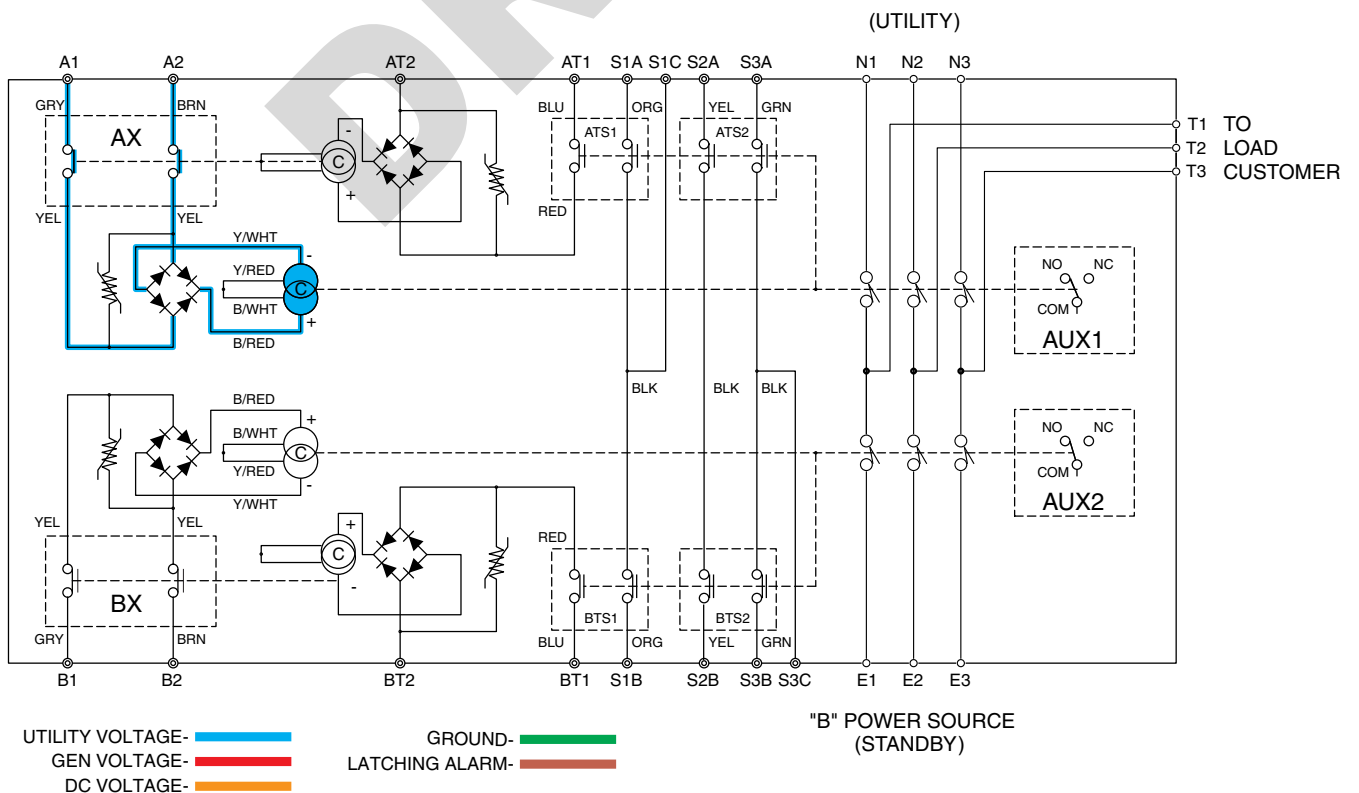 (UTILITY)
A1 A2 AT2 AT1 S1A S1C S2A S3A N1 N2 N3
GRY BRN BLU ORG YEL GRN
T1 TO
T2 LOAD
T3 CUSTOMER
AX ATS1 ATS2
- C +
YEL YEL RED
Y/WHT
Y/RED
B/WHT
B/RED
- C +
NO NC
COM
AUX1
BLK BLK BLK
B/RED
B/WHT
Y/RED
Y/WHT
+ C -
NO NC
COM
AUX2
YEL YEL RED
+ C -
BX BTS1 BTS2
GRY BRN BLU ORG YEL GRN
B1 B2 BT2 BT1 S1B S2B S3B S3C E1 E2 E3
"B" POWER SOURCE
(STANDBY)
UTILITY VOLTAGE-
GEN VOLTAGE-
DC VOLTAGE-
GROUND-
LATCHING ALARM-